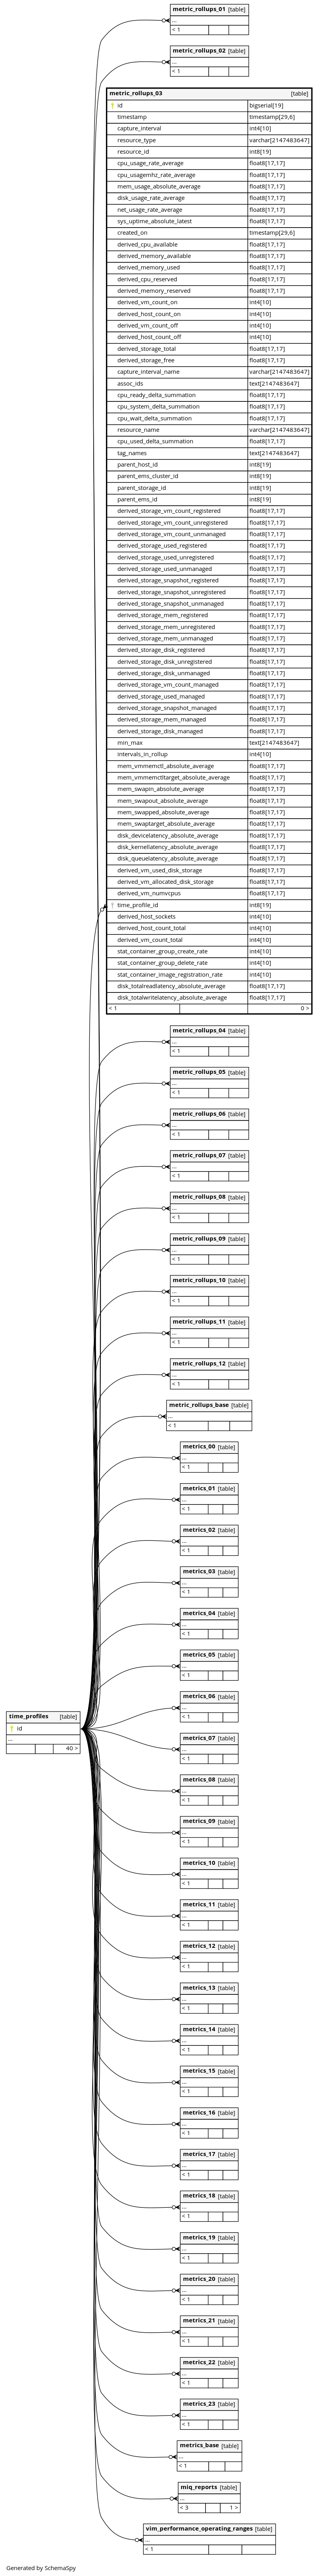 metric_rollups_01 [table]
...
< 1
metric_rollups_02 [table]
...
< 1
metric_rollups_03 [table]
id bigserial[19]
timestamp timestamp[29,6]
capture_interval int4[10]
resource_type varchar[2147483647]
resource_id int8[19]
cpu_usage_rate_average float8[17,17]
cpu_usagemhz_rate_average float8[17,17]
mem_usage_absolute_average float8[17,17]
disk_usage_rate_average float8[17,17]
net_usage_rate_average float8[17,17]
sys_uptime_absolute_latest float8[17,17]
created_on timestamp[29,6]
derived_cpu_available float8[17,17]
derived_memory_available float8[17,17]
derived_memory_used float8[17,17]
derived_cpu_reserved float8[17,17]
derived_memory_reserved float8[17,17]
derived_vm_count_on int4[10]
derived_host_count_on int4[10]
derived_vm_count_off int4[10]
derived_host_count_off int4[10]
derived_storage_total float8[17,17]
derived_storage_free float8[17,17]
capture_interval_name varchar[2147483647]
assoc_ids text[2147483647]
cpu_ready_delta_summation float8[17,17]
cpu_system_delta_summation float8[17,17]
cpu_wait_delta_summation float8[17,17]
resource_name varchar[2147483647]
cpu_used_delta_summation float8[17,17]
tag_names text[2147483647]
parent_host_id int8[19]
parent_ems_cluster_id int8[19]
parent_storage_id int8[19]
parent_ems_id int8[19]
derived_storage_vm_count_registered float8[17,17]
derived_storage_vm_count_unregistered float8[17,17]
derived_storage_vm_count_unmanaged float8[17,17]
derived_storage_used_registered float8[17,17]
derived_storage_used_unregistered float8[17,17]
derived_storage_used_unmanaged float8[17,17]
derived_storage_snapshot_registered float8[17,17]
derived_storage_snapshot_unregistered float8[17,17]
derived_storage_snapshot_unmanaged float8[17,17]
derived_storage_mem_registered float8[17,17]
derived_storage_mem_unregistered float8[17,17]
derived_storage_mem_unmanaged float8[17,17]
derived_storage_disk_registered float8[17,17]
derived_storage_disk_unregistered float8[17,17]
derived_storage_disk_unmanaged float8[17,17]
derived_storage_vm_count_managed float8[17,17]
derived_storage_used_managed float8[17,17]
derived_storage_snapshot_managed float8[17,17]
derived_storage_mem_managed float8[17,17]
derived_storage_disk_managed float8[17,17]
min_max text[2147483647]
intervals_in_rollup int4[10]
mem_vmmemctl_absolute_average float8[17,17]
mem_vmmemctltarget_absolute_average float8[17,17]
mem_swapin_absolute_average float8[17,17]
mem_swapout_absolute_average float8[17,17]
mem_swapped_absolute_average float8[17,17]
mem_swaptarget_absolute_average float8[17,17]
disk_devicelatency_absolute_average float8[17,17]
disk_kernellatency_absolute_average float8[17,17]
disk_queuelatency_absolute_average float8[17,17]
derived_vm_used_disk_storage float8[17,17]
derived_vm_allocated_disk_storage float8[17,17]
derived_vm_numvcpus float8[17,17]
time_profile_id int8[19]
derived_host_sockets int4[10]
derived_host_count_total int4[10]
derived_vm_count_total int4[10]
stat_container_group_create_rate int4[10]
stat_container_group_delete_rate int4[10]
stat_container_image_registration_rate int4[10]
disk_totalreadlatency_absolute_average float8[17,17]
disk_totalwritelatency_absolute_average float8[17,17]
< 1 0 >
metric_rollups_04 [table]
...
< 1
metric_rollups_05 [table]
...
< 1
metric_rollups_06 [table]
...
< 1
metric_rollups_07 [table]
...
< 1
metric_rollups_08 [table]
...
< 1
metric_rollups_09 [table]
...
< 1
metric_rollups_10 [table]
...
< 1
metric_rollups_11 [table]
...
< 1
metric_rollups_12 [table]
...
< 1
metric_rollups_base [table]
...
< 1
metrics_00 [table]
...
< 1
metrics_01 [table]
...
< 1
metrics_02 [table]
...
< 1
metrics_03 [table]
...
< 1
metrics_04 [table]
...
< 1
metrics_05 [table]
...
< 1
metrics_06 [table]
...
< 1
time_profiles [table]
id
...
40 >
metrics_07 [table]
...
< 1
metrics_08 [table]
...
< 1
metrics_09 [table]
...
< 1
metrics_10 [table]
...
< 1
metrics_11 [table]
...
< 1
metrics_12 [table]
...
< 1
metrics_13 [table]
...
< 1
metrics_14 [table]
...
< 1
metrics_15 [table]
...
< 1
metrics_16 [table]
...
< 1
metrics_17 [table]
...
< 1
metrics_18 [table]
...
< 1
metrics_19 [table]
...
< 1
metrics_20 [table]
...
< 1
metrics_21 [table]
...
< 1
metrics_22 [table]
...
< 1
metrics_23 [table]
...
< 1
metrics_base [table]
...
< 1
miq_reports [table]
...
< 3 1 >
vim_performance_operating_ranges [table]
...
< 1
Generated by SchemaSpy